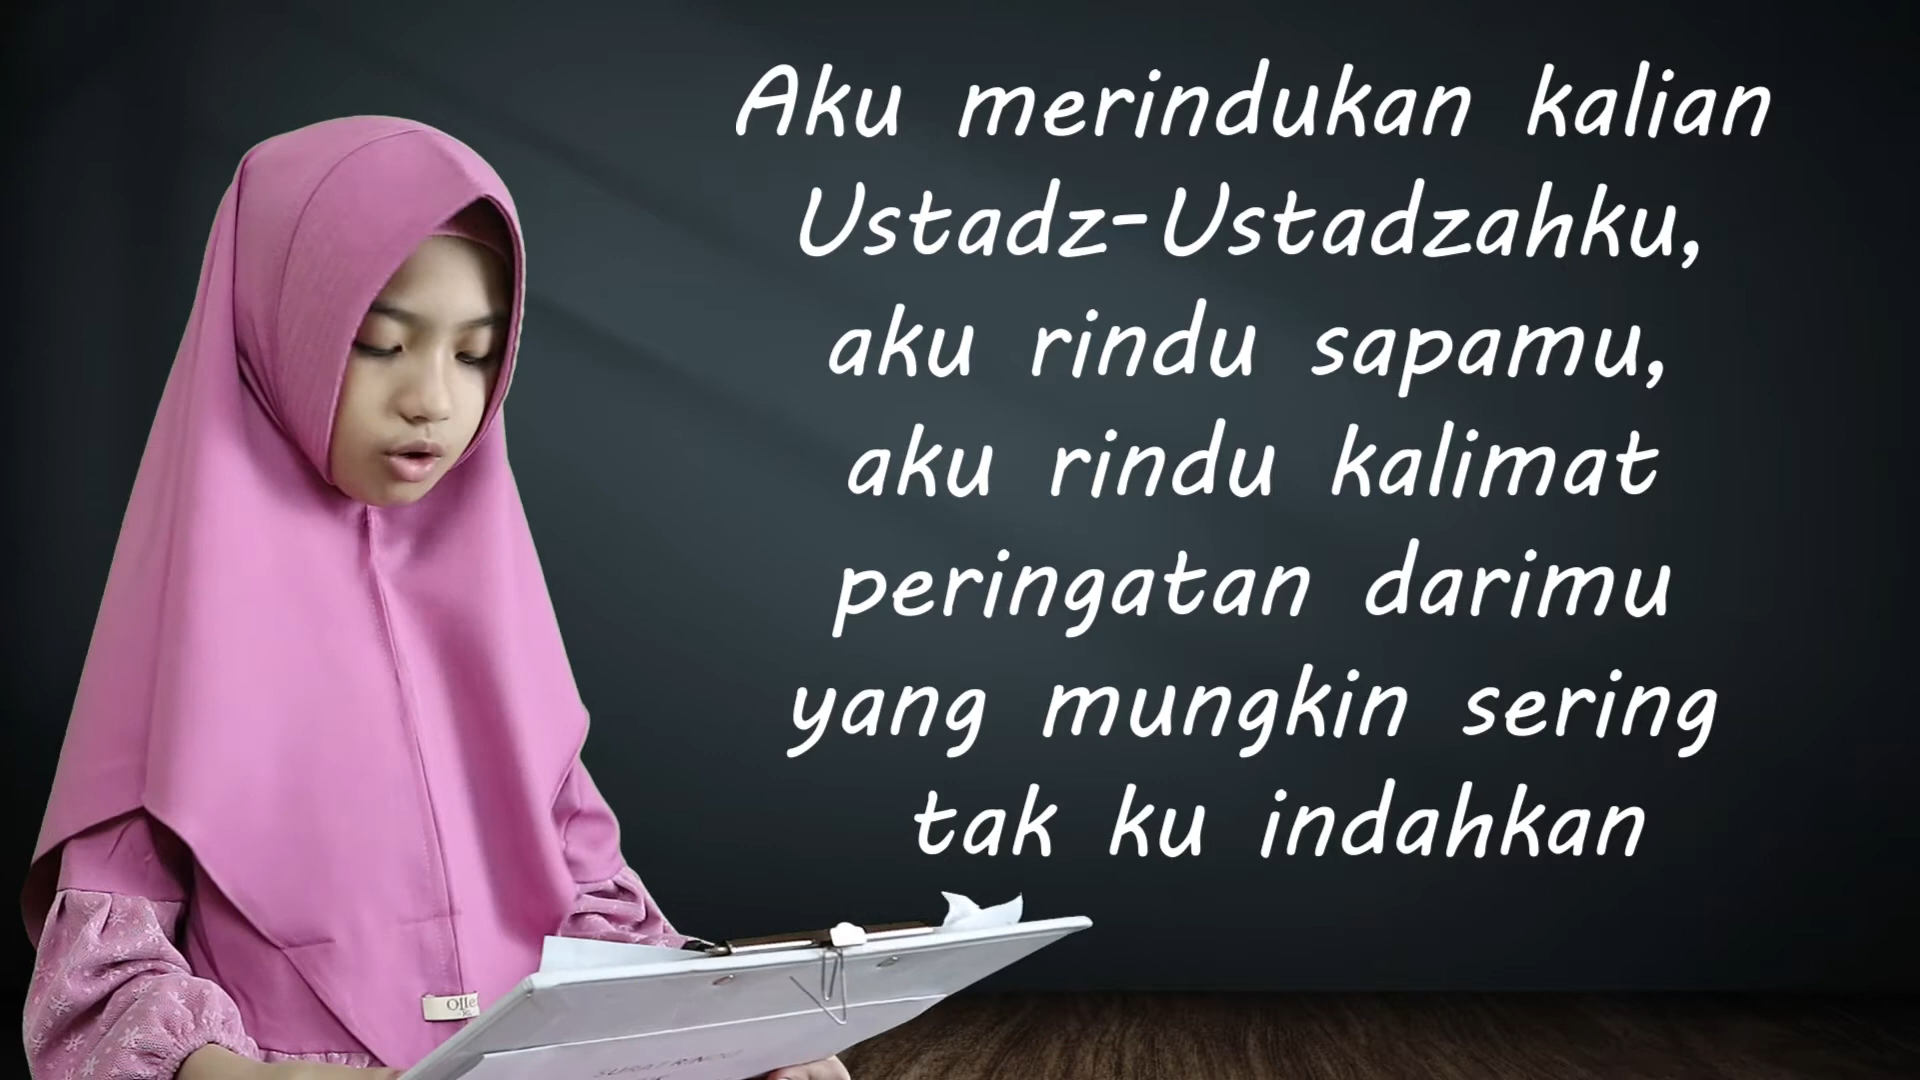 Aku merindukan kalian
Ustadz-Ustadzahku,
aku rindu sapamu,
aku rindu kalimat
peringatan darimu
yang mungkin sering
tak ku indahkan